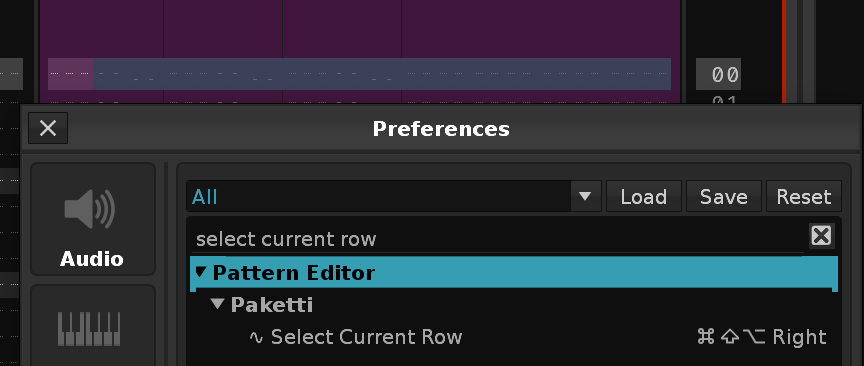 00
01
Preferences
All
Load
Save
Reset
select current row
Audio
Pattern Editor
Paketti
∿ Select Current Row
⌘⇧⌥ Right